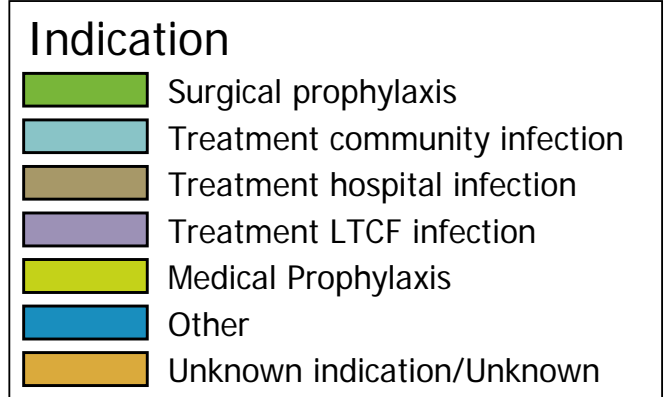 Indication
Surgical prophylaxis
Treatment community infection
Treatment hospital infection
Treatment LTCF infection
Medical Prophylaxis
Other
Unknown indication/Unknown